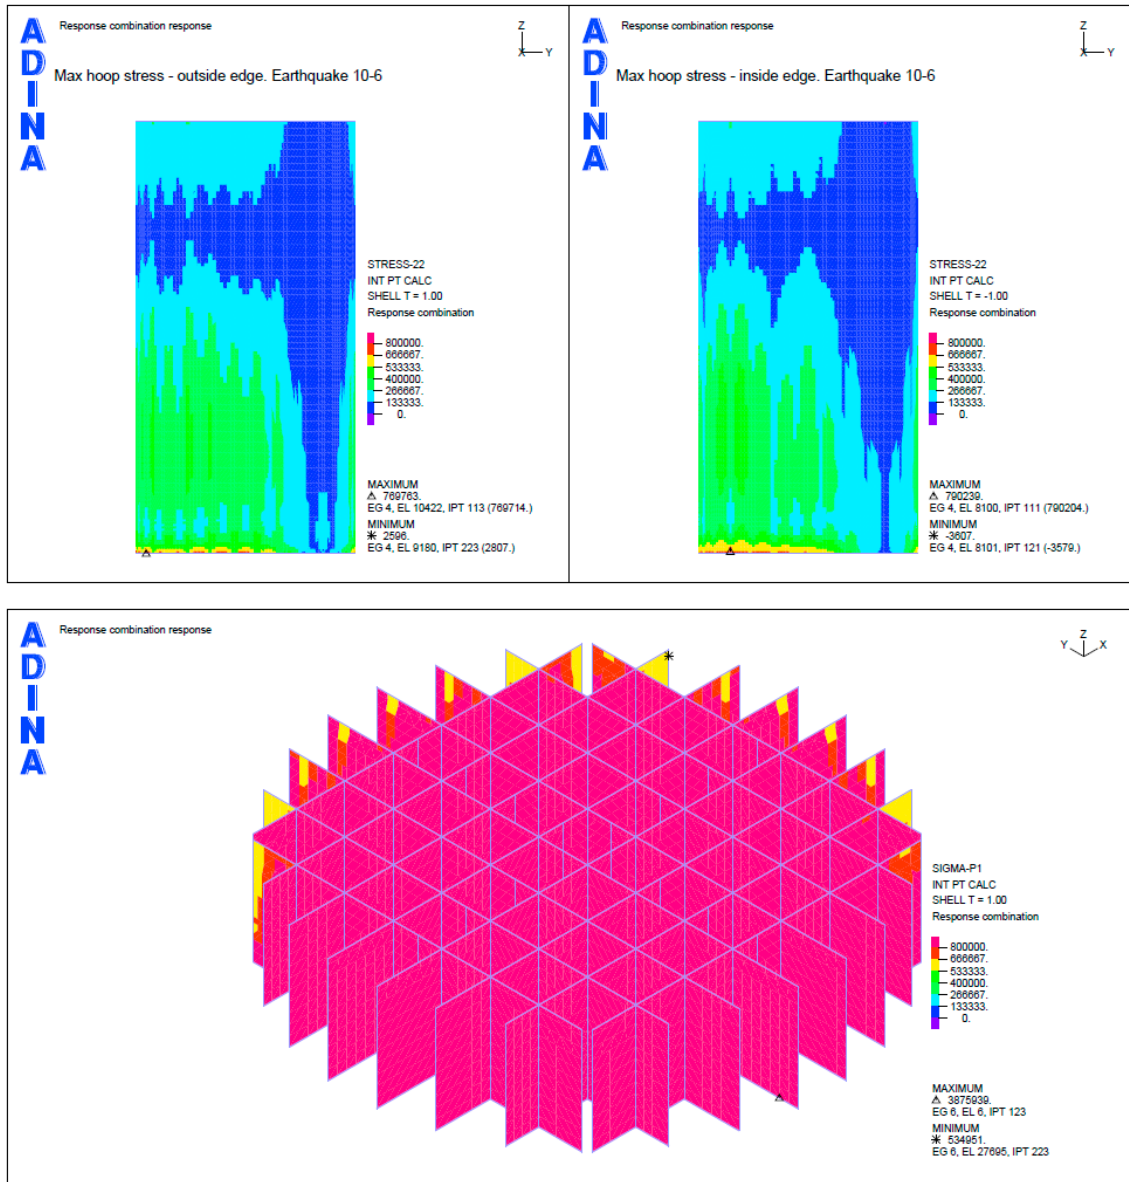 ADINA
Response combination response
Z
X
Y
Max hoop stress - outside edge. Earthquake 10-6
STRESS-22
INT PT CALC
SHELL T = 1.00
Response combination
800000.
666667.
533333.
400000.
266667.
133333.
0.
MAXIMUM
769763.
EG 4, EL 10422, IPT 113 (769714.)
MINIMUM
2596.
EG 4, EL 9180, IPT 223 (2807.)
ADINA
Response combination response
Z
X
Y
Max hoop stress - inside edge. Earthquake 10-6
STRESS-22
INT PT CALC
SHELL T = -1.00
Response combination
800000.
666667.
533333.
400000.
266667.
133333.
0.
MAXIMUM
790239.
EG 4, EL 8100, IPT 111 (790204.)
MINIMUM
-3607.
EG 4, EL 8101, IPT 121 (-3579.)
ADINA
Response combination response
Z
Y
X
SIGMA-P1
INT PT CALC
SHELL T = 1.00
Response combination
800000.
666667.
533333.
400000.
266667.
133333.
0.
MAXIMUM
3875939.
EG 6, EL 6, IPT 123
MINIMUM
534951.
EG 6, EL 27695, IPT 223